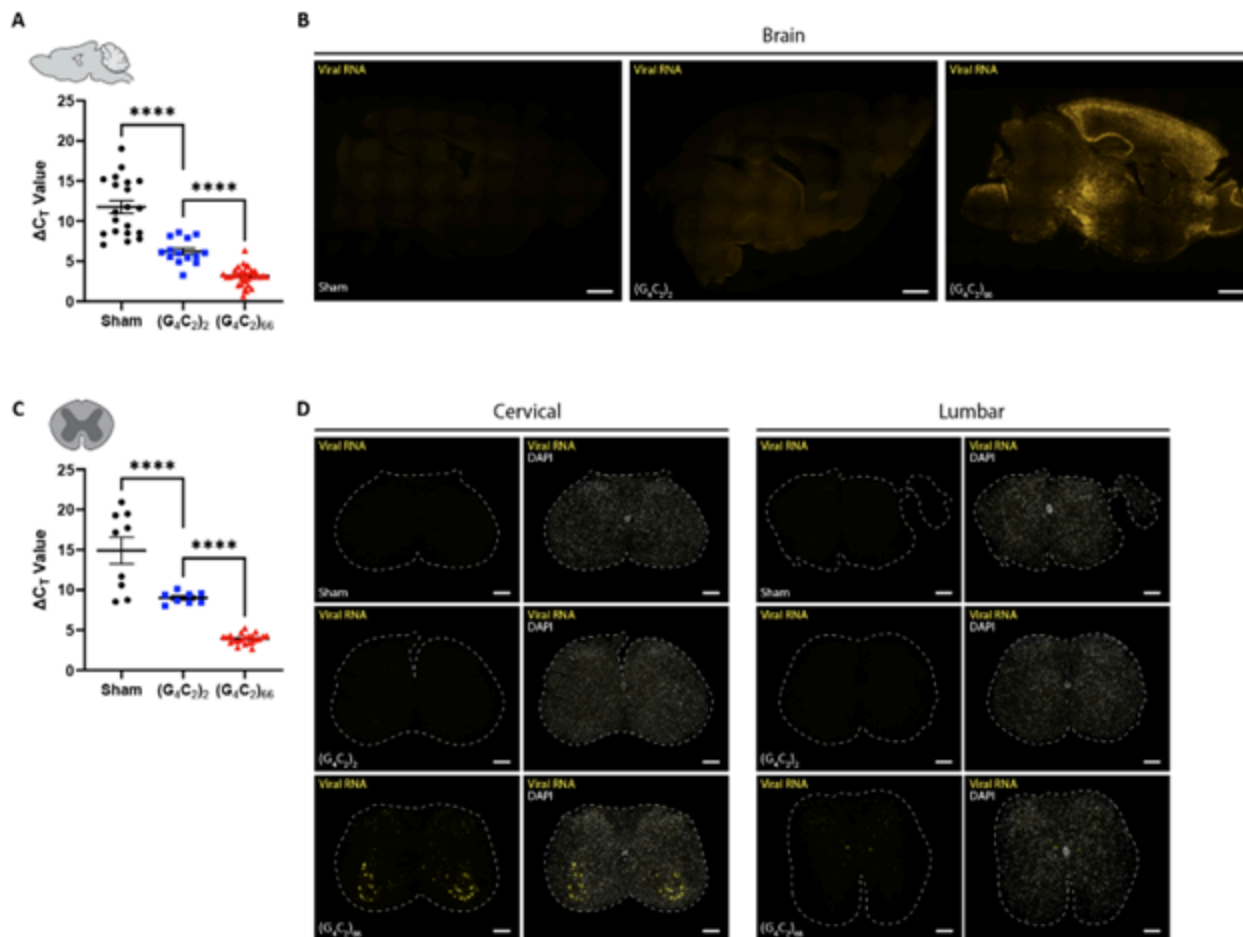 A
25
20
15
10
5
0
ΔC_T Value
****
****
Sham
(G₄C₂)₂
(G₄C₂)₆₆
B
Brain
Viral RNA
Viral RNA
Viral RNA
Sham
(G₄C₂)₂
(G₄C₂)₆₆
C
25
20
15
10
5
0
ΔC_T Value
****
****
Sham
(G₄C₂)₂
(G₄C₂)₆₆
D
Cervical
Lumbar
Viral RNA
Viral RNA
DAPI
Viral RNA
Viral RNA
DAPI
Sham
Sham
Viral RNA
Viral RNA
DAPI
Viral RNA
Viral RNA
DAPI
(G₄C₂)₂
(G₄C₂)₂
Viral RNA
Viral RNA
DAPI
Viral RNA
Viral RNA
DAPI
(G₄C₂)₆₆
(G₄C₂)₆₆